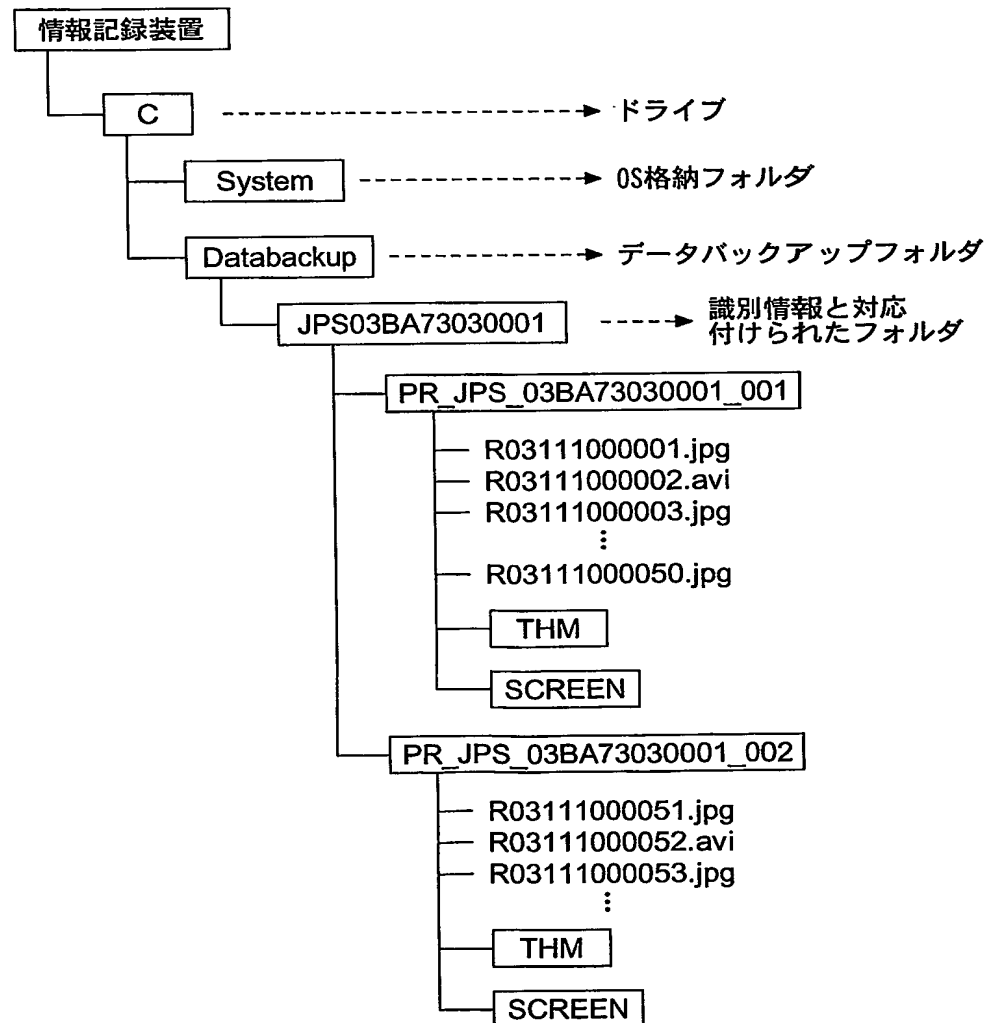 情報記録装置
C
ドライブ
System
OS格納フォルダ
Databackup
データバックアップフォルダ
JPS03BA73030001
識別情報と対応
付けられたフォルダ
PR_JPS_03BA73030001_001
R03111000001.jpg
R03111000002.avi
R03111000003.jpg
⋮
R03111000050.jpg
THM
SCREEN
PR_JPS_03BA73030001_002
R03111000051.jpg
R03111000052.avi
R03111000053.jpg
⋮
THM
SCREEN